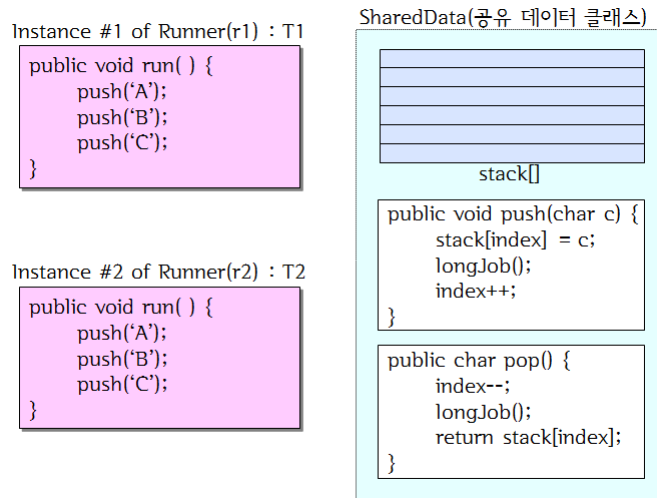 Instance #1 of Runner(r1) : T1
public void run( ) {
push(‘A’);
push(‘B’);
push(‘C’);
}
Instance #2 of Runner(r2) : T2
public void run( ) {
push(‘A’);
push(‘B’);
push(‘C’);
}
SharedData(공유 데이터 클래스)
stack[]
public void push(char c) {
stack[index] = c;
longJob();
index++;
}
public char pop() {
index--;
longJob();
return stack[index];
}